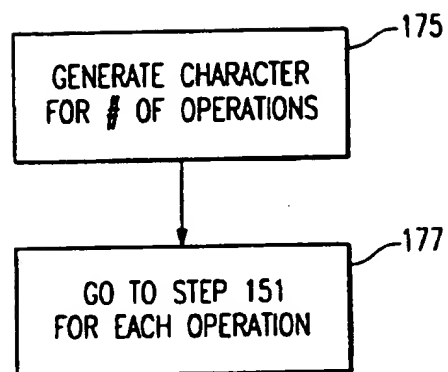 175
GENERATE CHARACTER
FOR # OF OPERATIONS
177
GO TO STEP 151
FOR EACH OPERATION